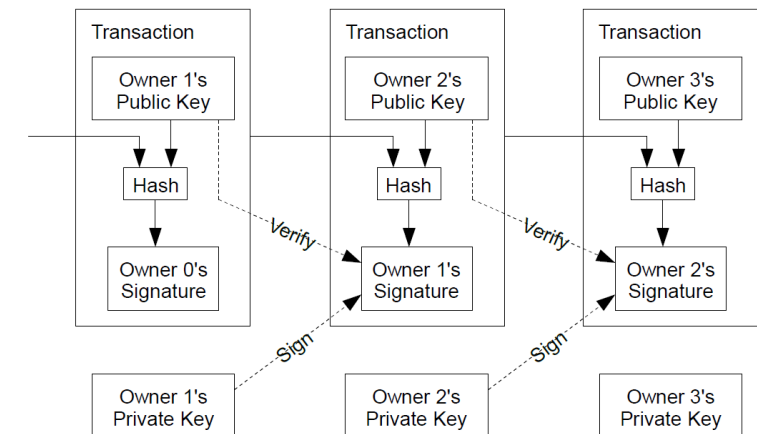 Transaction
Transaction
Transaction
Owner 1's
Public Key
Owner 2's
Public Key
Owner 3's
Public Key
Hash
Hash
Hash
Verify
Verify
Owner 0's
Signature
Owner 1's
Signature
Owner 2's
Signature
Sign
Sign
Owner 1's
Private Key
Owner 2's
Private Key
Owner 3's
Private Key